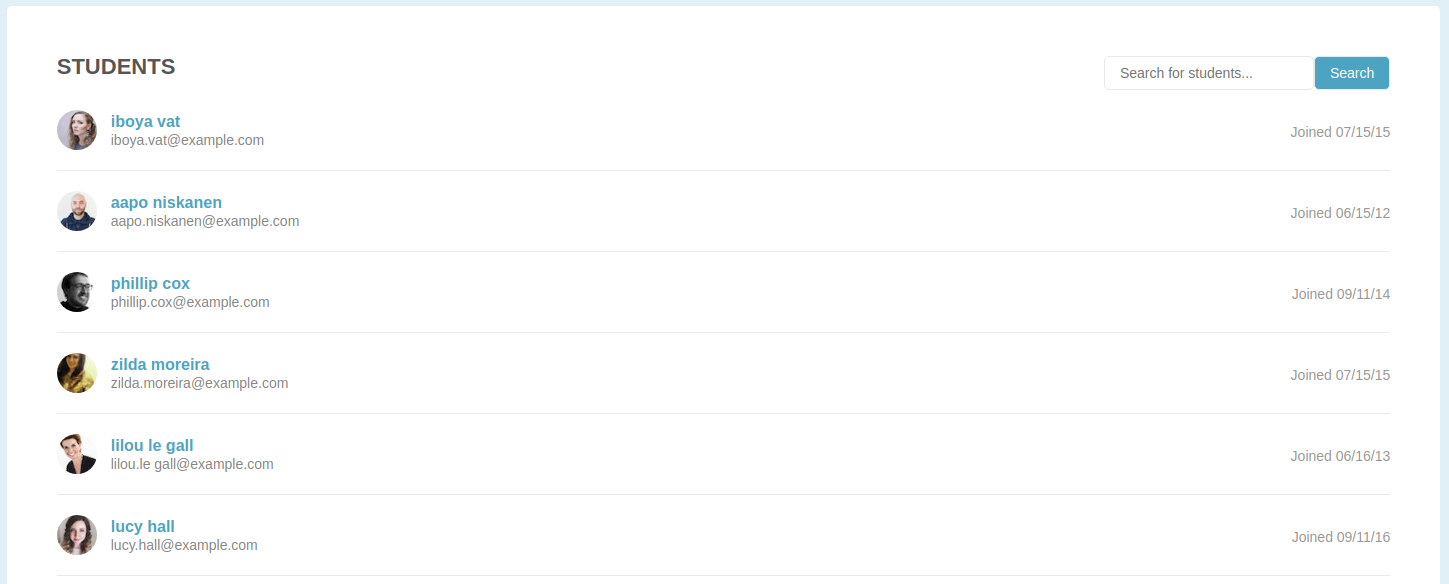 STUDENTS
Search for students... Search
iboya vat
iboya.vat@example.com
Joined 07/15/15
aapo niskanen
aapo.niskanen@example.com
Joined 06/15/12
phillip cox
phillip.cox@example.com
Joined 09/11/14
zilda moreira
zilda.moreira@example.com
Joined 07/15/15
lilou le gall
lilou.le gall@example.com
Joined 06/16/13
lucy hall
lucy.hall@example.com
Joined 09/11/16